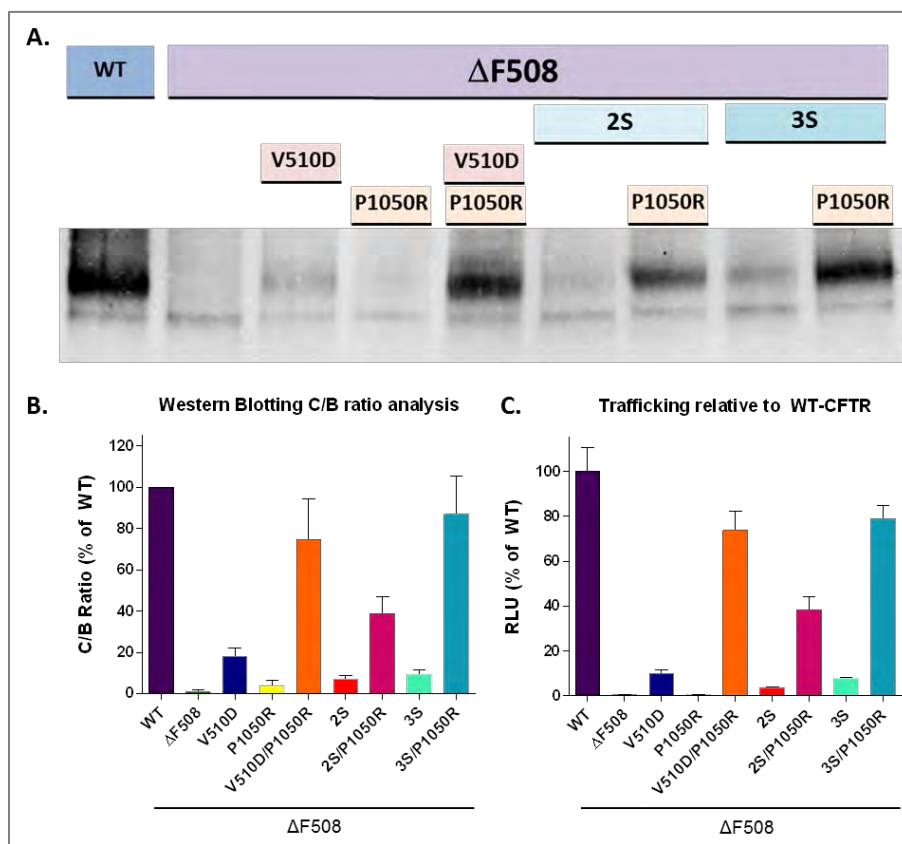 A.
WT
ΔF508
2S 3S
V510D V510D
P1050R P1050R P1050R P1050R
B.
Western Blotting C/B ratio analysis
C/B Ratio (% of WT)
120
100
80
60
40
20
0
WT
ΔF508
V510D
P1050R
V510D/P1050R
2S
2S/P1050R
3S
3S/P1050R
ΔF508
C.
Trafficking relative to WT-CFTR
RLU (% of WT)
100
80
60
40
20
0
WT
ΔF508
V510D
P1050R
V510D/P1050R
2S
2S/P1050R
3S
3S/P1050R
ΔF508